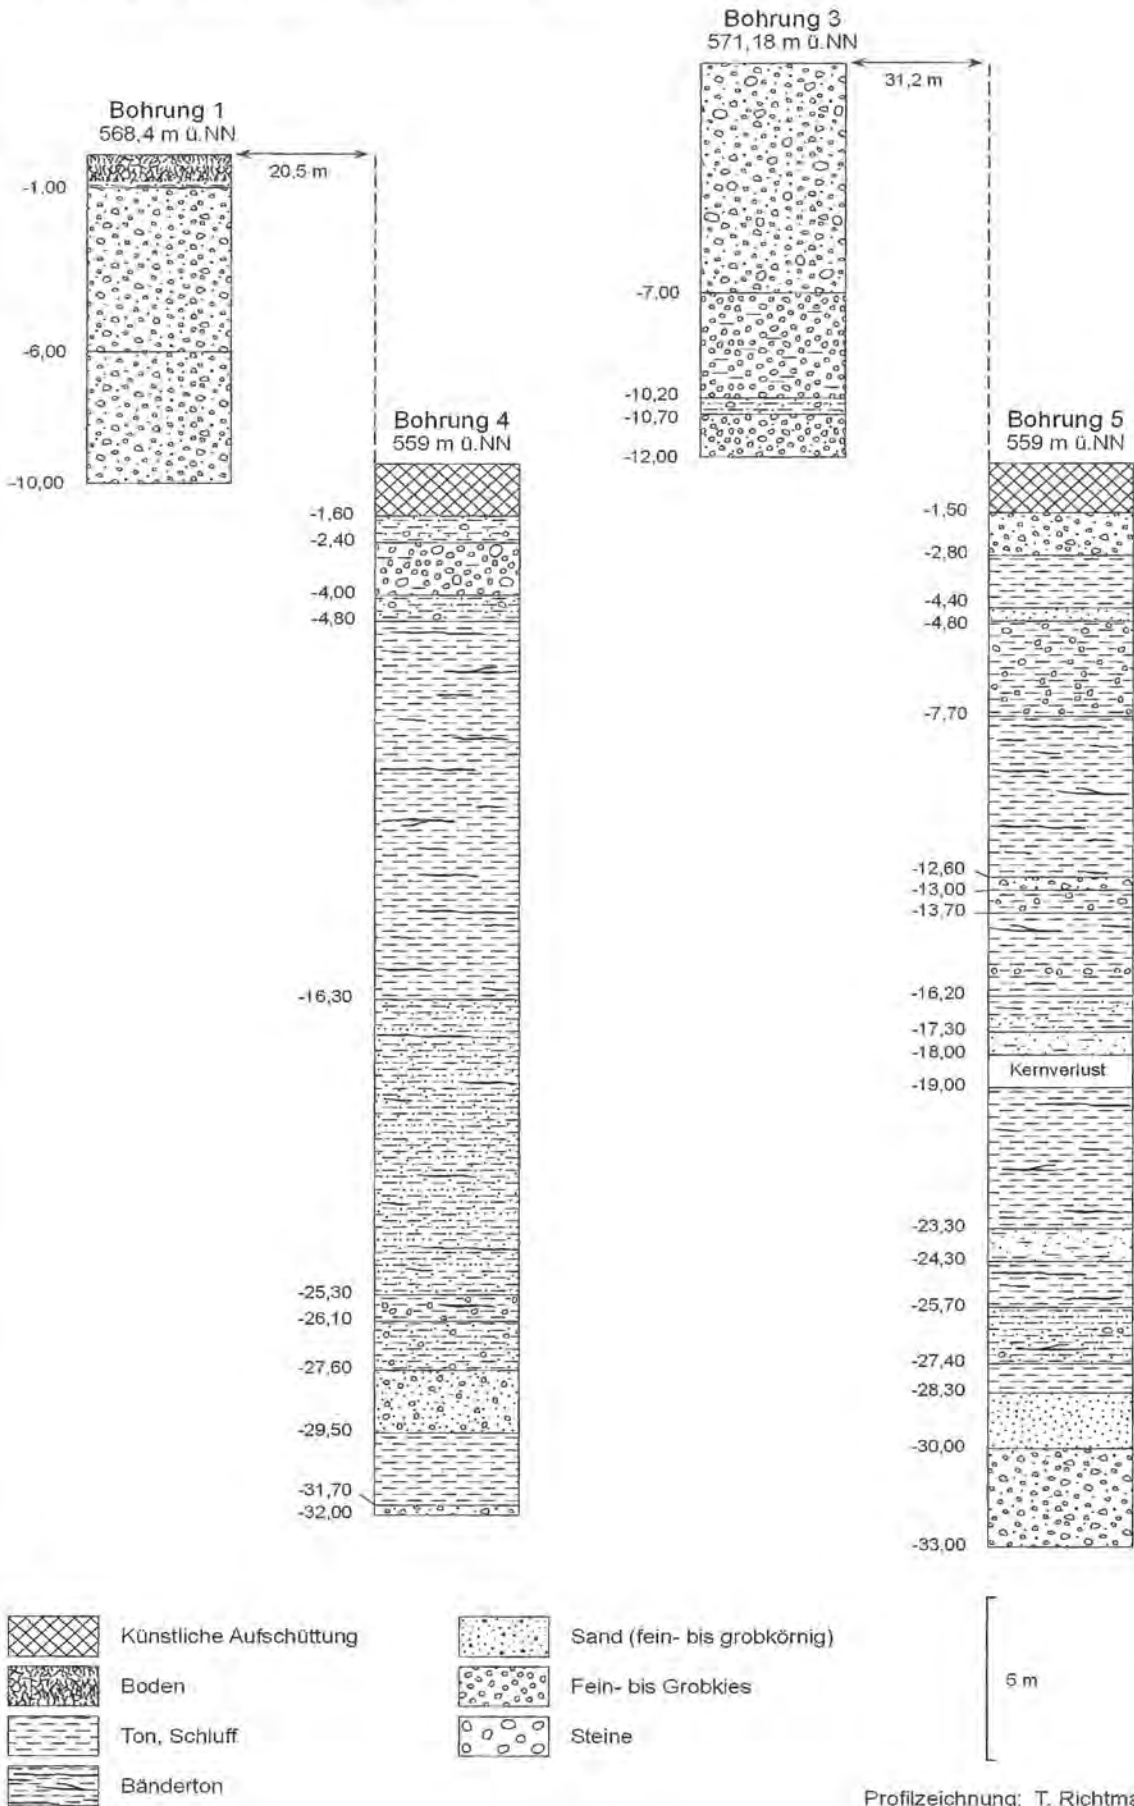 Bohrung 3
571,18 m ü.NN
31,2 m
Bohrung 1
568,4 m ü.NN
20,5 m
-1,00
-6,00
-10,00
-7,00
-10,20
-10,70
-12,00
Bohrung 4
559 m ü.NN
-1,60
-2,40
-4,00
-4,80
-16,30
-25,30
-26,10
-27,60
-29,50
-31,70
-32,00
Bohrung 5
559 m ü.NN
-1,50
-2,80
-4,40
-4,80
-7,70
-12,60
-13,00
-13,70
-16,20
-17,30
-18,00
Kernverlust
-19,00
-23,30
-24,30
-25,70
-27,40
-28,30
-30,00
-33,00
Künstliche Aufschüttung
Boden
Ton, Schluff
Bänderton
Sand (fein- bis grobkörnig)
Fein- bis Grobkies
Steine
5 m
Profilzeichnung: T. Richtma